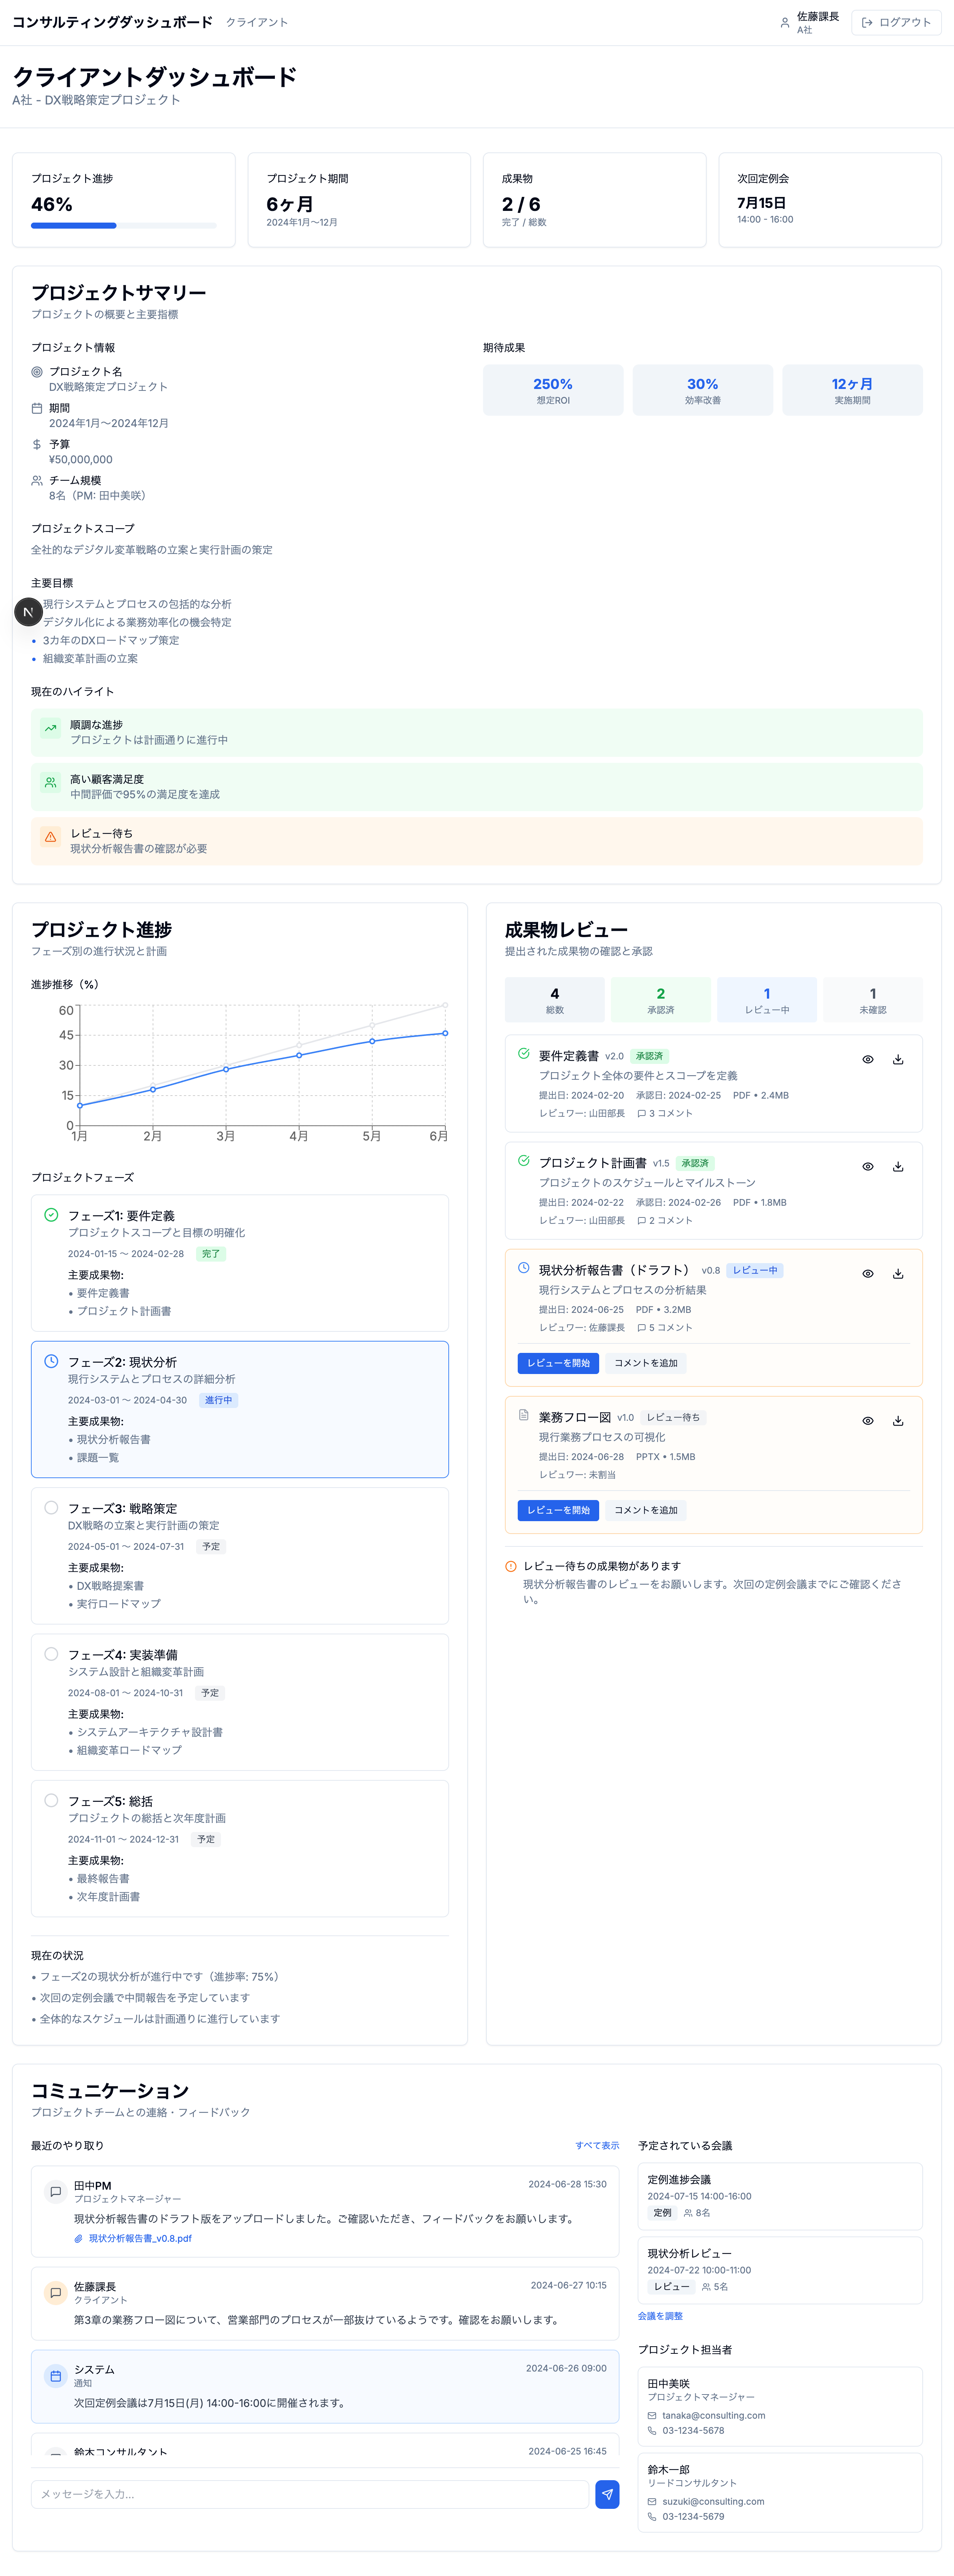 コンサルティングダッシュボード クライアント
佐藤課長
A社
ログアウト
クライアントダッシュボード
A社 - DX戦略策定プロジェクト
プロジェクト進捗
46%
プロジェクト期間
6ヶ月
2024年1月〜12月
成果物
2 / 6
完了 / 総数
次回定例会
7月15日
14:00 - 16:00
プロジェクトサマリー
プロジェクトの概要と主要指標
プロジェクト情報
プロジェクト名
DX戦略策定プロジェクト
期間
2024年1月〜2024年12月
予算
¥50,000,000
チーム規模
8名（PM: 田中美咲）
期待成果
250%
想定ROI
30%
効率改善
12ヶ月
実施期間
プロジェクトスコープ
全社的なデジタル変革戦略の立案と実行計画の策定
主要目標
現行システムとプロセスの包括的な分析
デジタル化による業務効率化の機会特定
• 3カ年のDXロードマップ策定
• 組織変革計画の立案
N
現在のハイライト
順調な進捗
プロジェクトは計画通りに進行中
高い顧客満足度
中間評価で95%の満足度を達成
レビュー待ち
現状分析報告書の確認が必要
プロジェクト進捗
フェーズ別の進行状況と計画
進捗推移（%）
60
45
30
15
0
1月 2月 3月 4月 5月 6月
プロジェクトフェーズ
フェーズ1: 要件定義
プロジェクトスコープと目標の明確化
2024-01-15 〜 2024-02-28 完了
主要成果物:
• 要件定義書
• プロジェクト計画書
フェーズ2: 現状分析
現行システムとプロセスの詳細分析
2024-03-01 〜 2024-04-30 進行中
主要成果物:
• 現状分析報告書
• 課題一覧
フェーズ3: 戦略策定
DX戦略の立案と実行計画の策定
2024-05-01 〜 2024-07-31 予定
主要成果物:
• DX戦略提案書
• 実行ロードマップ
フェーズ4: 実装準備
システム設計と組織変革計画
2024-08-01 〜 2024-10-31 予定
主要成果物:
• システムアーキテクチャ設計書
• 組織変革ロードマップ
フェーズ5: 総括
プロジェクトの総括と次年度計画
2024-11-01 〜 2024-12-31 予定
主要成果物:
• 最終報告書
• 次年度計画書
現在の状況
• フェーズ2の現状分析が進行中です（進捗率: 75%）
• 次回の定例会議で中間報告を予定しています
• 全体的なスケジュールは計画通りに進行しています
成果物レビュー
提出された成果物の確認と承認
4
総数
2
承認済
1
レビュー中
1
未確認
要件定義書 v2.0 承認済
プロジェクト全体の要件とスコープを定義
提出日: 2024-02-20 承認日: 2024-02-25 PDF • 2.4MB
レビュワー: 山田部長 3 コメント
プロジェクト計画書 v1.5 承認済
プロジェクトのスケジュールとマイルストーン
提出日: 2024-02-22 承認日: 2024-02-26 PDF • 1.8MB
レビュワー: 山田部長 2 コメント
現状分析報告書（ドラフト） v0.8 レビュー中
現行システムとプロセスの分析結果
提出日: 2024-06-25 PDF • 3.2MB
レビュワー: 佐藤課長 5 コメント
レビューを開始 コメントを追加
業務フロー図 v1.0 レビュー待ち
現行業務プロセスの可視化
提出日: 2024-06-28 PPTX • 1.5MB
レビュワー: 未割当
レビューを開始 コメントを追加
レビュー待ちの成果物があります
現状分析報告書のレビューをお願いします。次回の定例会議までにご確認くださ
い。
コミュニケーション
プロジェクトチームとの連絡・フィードバック
最近のやり取り すべて表示
田中PM 2024-06-28 15:30
プロジェクトマネージャー
現状分析報告書のドラフト版をアップロードしました。ご確認いただき、フィードバックをお願いします。
現状分析報告書_v0.8.pdf
佐藤課長 2024-06-27 10:15
クライアント
第3章の業務フロー図について、営業部門のプロセスが一部抜けているようです。確認をお願いします。
システム 2024-06-26 09:00
通知
次回定例会議は7月15日(月) 14:00-16:00に開催されます。
鈴木コンサルタント 2024-06-25 16:45
メッセージを入力...
予定されている会議
定例進捗会議
2024-07-15 14:00-16:00
定例 8名
現状分析レビュー
2024-07-22 10:00-11:00
レビュー 5名
会議を調整
プロジェクト担当者
田中美咲
プロジェクトマネージャー
tanaka@consulting.com
03-1234-5678
鈴木一郎
リードコンサルタント
suzuki@consulting.com
03-1234-5679